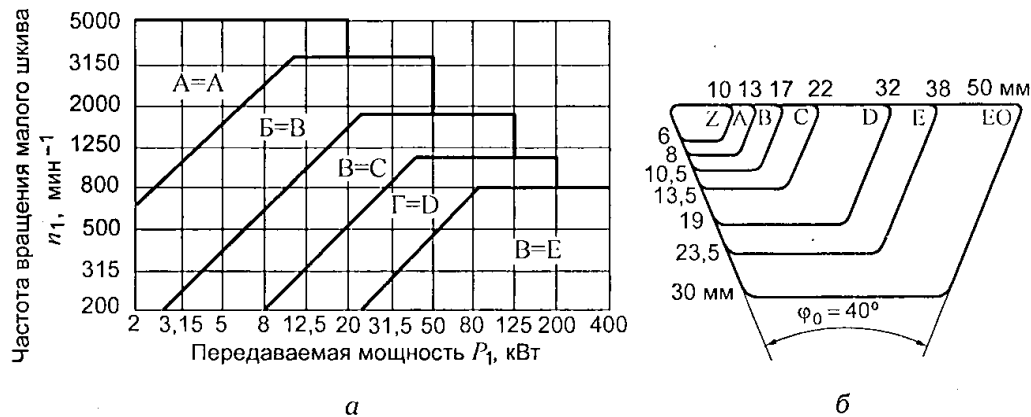 Частота вращения малого шкива
n₁, мин⁻¹
5000
3150
2000
1250
800
500
315
200
А=A
Б=B
В=C
Г=D
В=E
2 3,15 5 8 12,5 20 31,5 50 80 125 200 400
Передаваемая мощность P₁, кВт
а
10 13 17 22 32 38 50 мм
Z A B C D E EO
6
8
10,5
13,5
19
23,5
30 мм
φ₀ = 40°
б